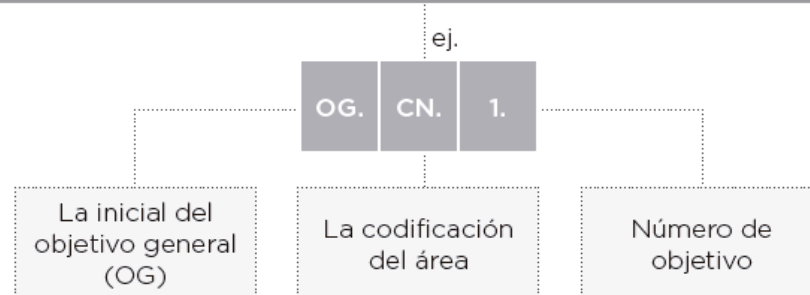 ej.
OG. CN. 1.
La inicial del
objetivo general
(OG)
La codificación
del área
Número de
objetivo